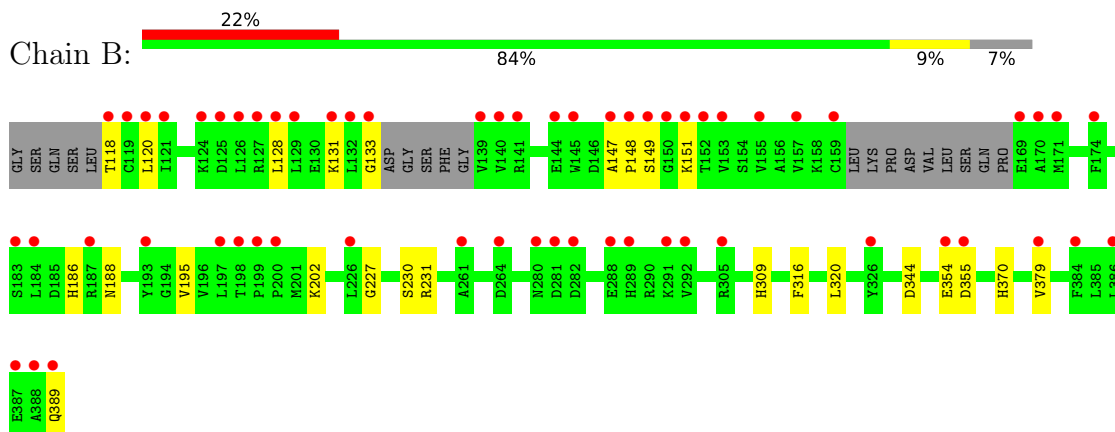 22%
Chain B:
84% 9% 7%
GLY SER GLN SER LEU T118 C119 L120 I121 K124 D125 L126 R127 L128 L129 E130 K131 L132 G133 ASP GLY SER PHE GLY V139 V140 R141 E144 W145 D146 A147 P148 S149 G150 K151 T152 V153 S154 V155 A156 V157 K158 C159 LEU LYS PRO ASP VAL LEU SER GLN PRO E169 A170 M171 F174
S183 L184 D185 H186 R187 N188 Y193 G194 V195 V196 L197 T198 P199 P200 M201 K202 L226 G227 S230 R231 A261 D264 N280 D281 D282 E288 H289 R290 K291 V292 R305 H309 F316 L320 Y326 D344 E354 D355 H370 V379 F384 L385 L386
E387 A388 Q389